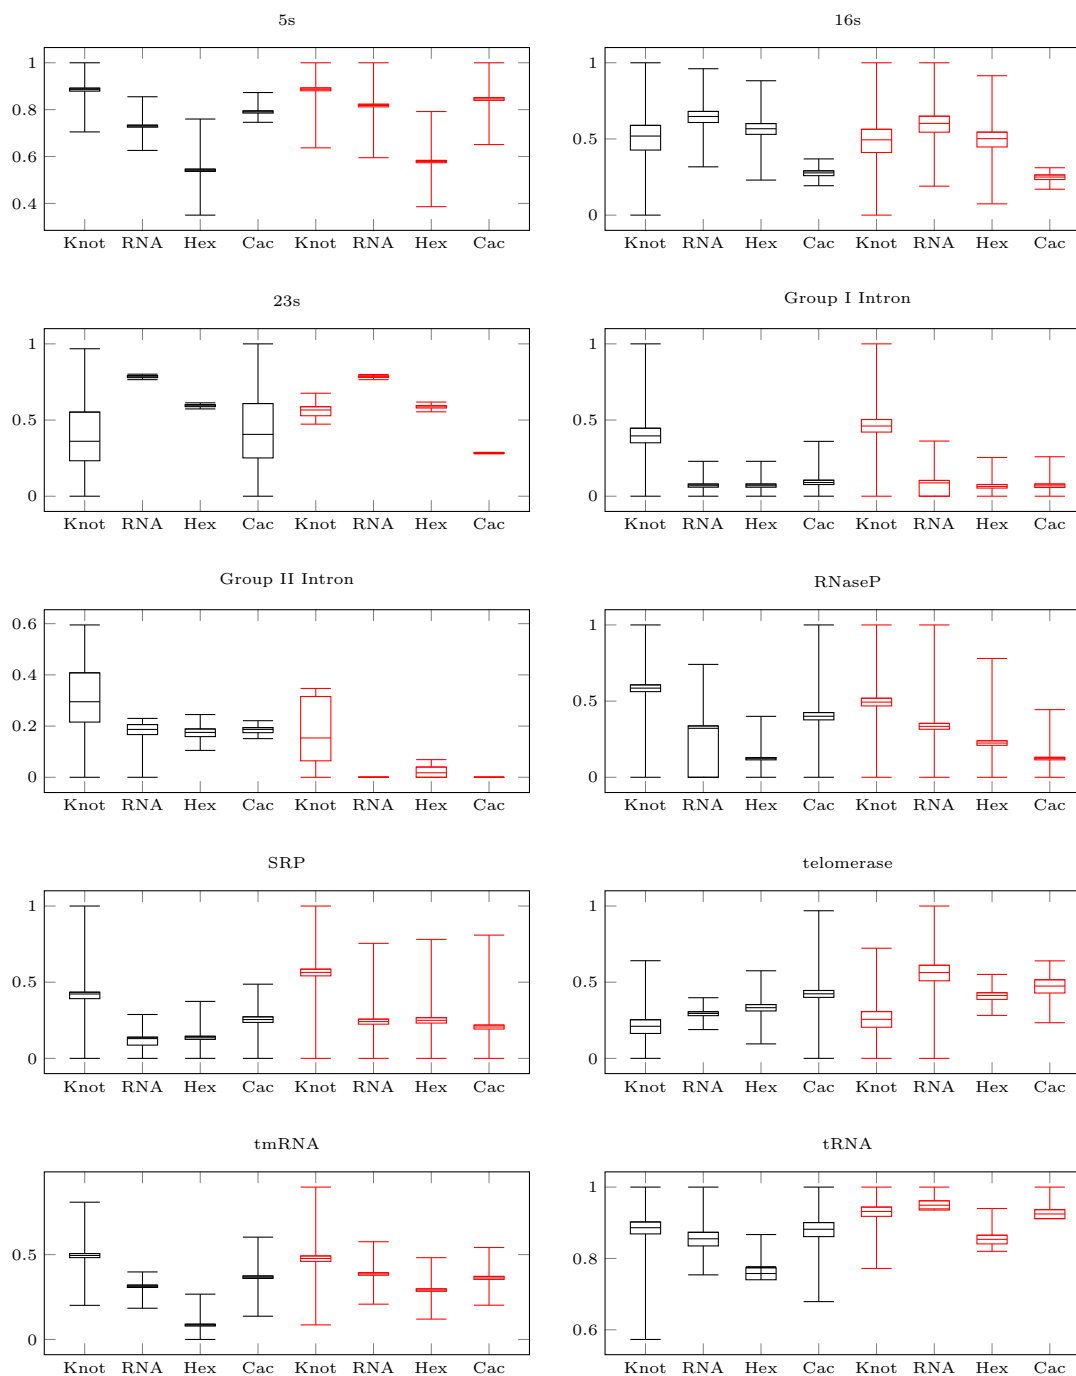 5s
1
0.8
0.6
0.4
Knot RNA Hex Cac Knot RNA Hex Cac
16s
1
0.5
0
Knot RNA Hex Cac Knot RNA Hex Cac
23s
1
0.5
0
Knot RNA Hex Cac Knot RNA Hex Cac
Group I Intron
1
0.5
0
Knot RNA Hex Cac Knot RNA Hex Cac
Group II Intron
0.6
0.4
0.2
0
Knot RNA Hex Cac Knot RNA Hex Cac
RNaseP
1
0.5
0
Knot RNA Hex Cac Knot RNA Hex Cac
SRP
1
0.5
0
Knot RNA Hex Cac Knot RNA Hex Cac
telomerase
1
0.5
0
Knot RNA Hex Cac Knot RNA Hex Cac
tmRNA
0.5
0
Knot RNA Hex Cac Knot RNA Hex Cac
tRNA
1
0.8
0.6
Knot RNA Hex Cac Knot RNA Hex Cac